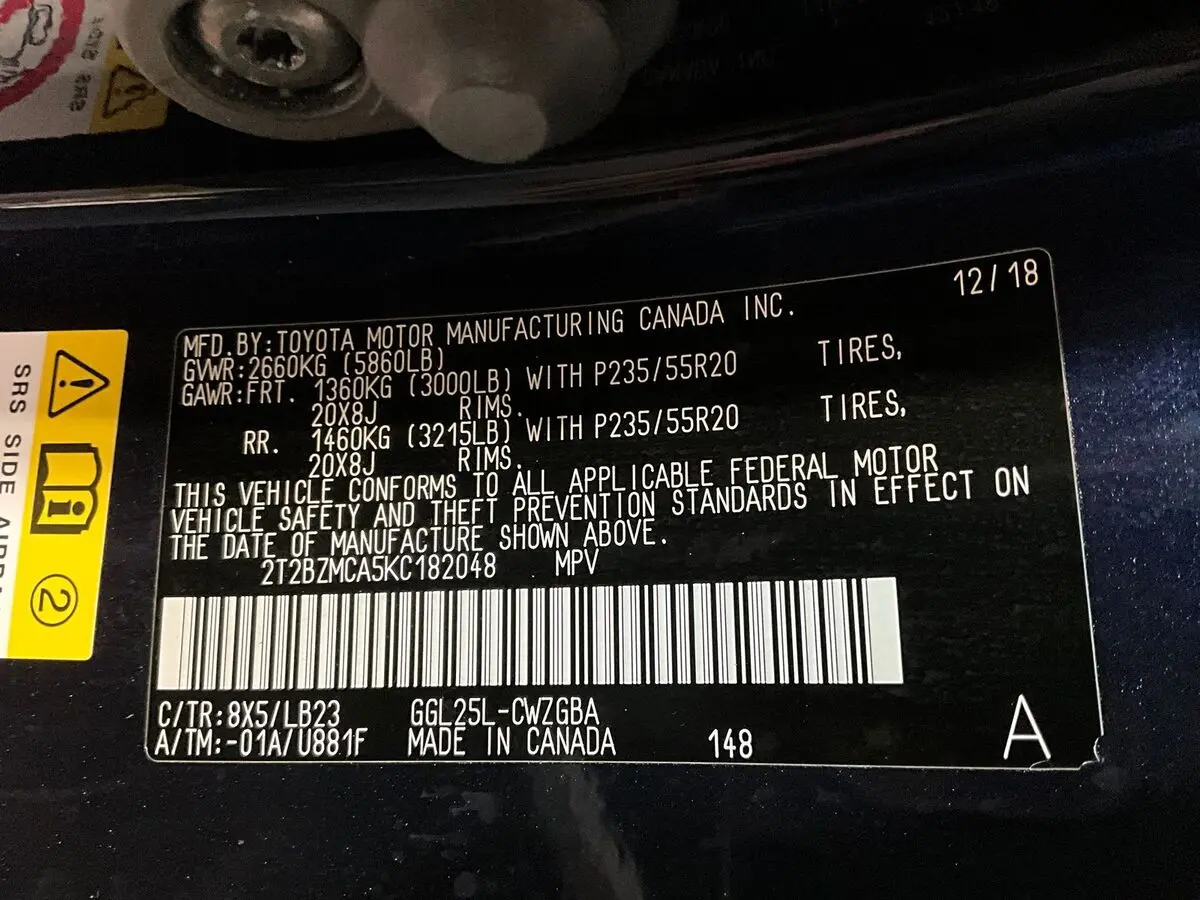 12/18
MFD.BY:TOYOTA MOTOR MANUFACTURING CANADA INC.
GVWR:2660KG (5860LB)
GAWR:FRT. 1360KG (3000LB) WITH P235/55R20 TIRES,
20X8J RIMS.
RR. 1460KG (3215LB) WITH P235/55R20 TIRES,
20X8J RIMS.
THIS VEHICLE CONFORMS TO ALL APPLICABLE FEDERAL MOTOR
VEHICLE SAFETY AND THEFT PREVENTION STANDARDS IN EFFECT ON
THE DATE OF MANUFACTURE SHOWN ABOVE.
2T2BZMCA5KC182048 MPV
C/TR:8X5/LB23 GGL25L-CWZGBA
A/TM:-01A/U881F MADE IN CANADA 148
A
SRS SIDE
2